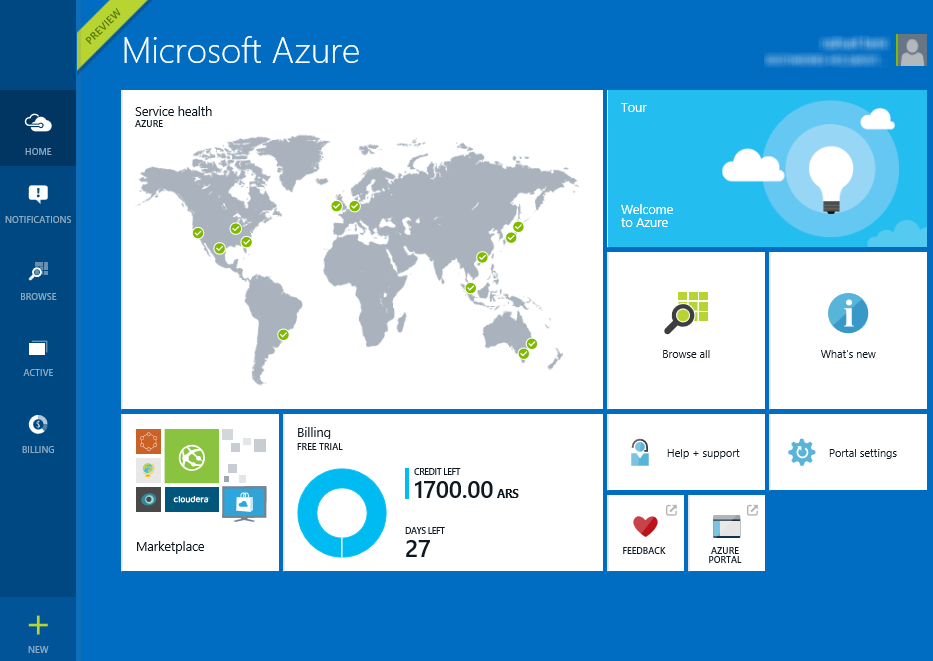 PREVIEW
Microsoft Azure
HOME
NOTIFICATIONS
BROWSE
ACTIVE
BILLING
NEW
Service health
AZURE
Tour
Welcome
to Azure
Browse all
What's new
cloudera
Marketplace
Billing
FREE TRIAL
CREDIT LEFT
1700.00 ARS
DAYS LEFT
27
Help + support
Portal settings
FEEDBACK
AZURE
PORTAL